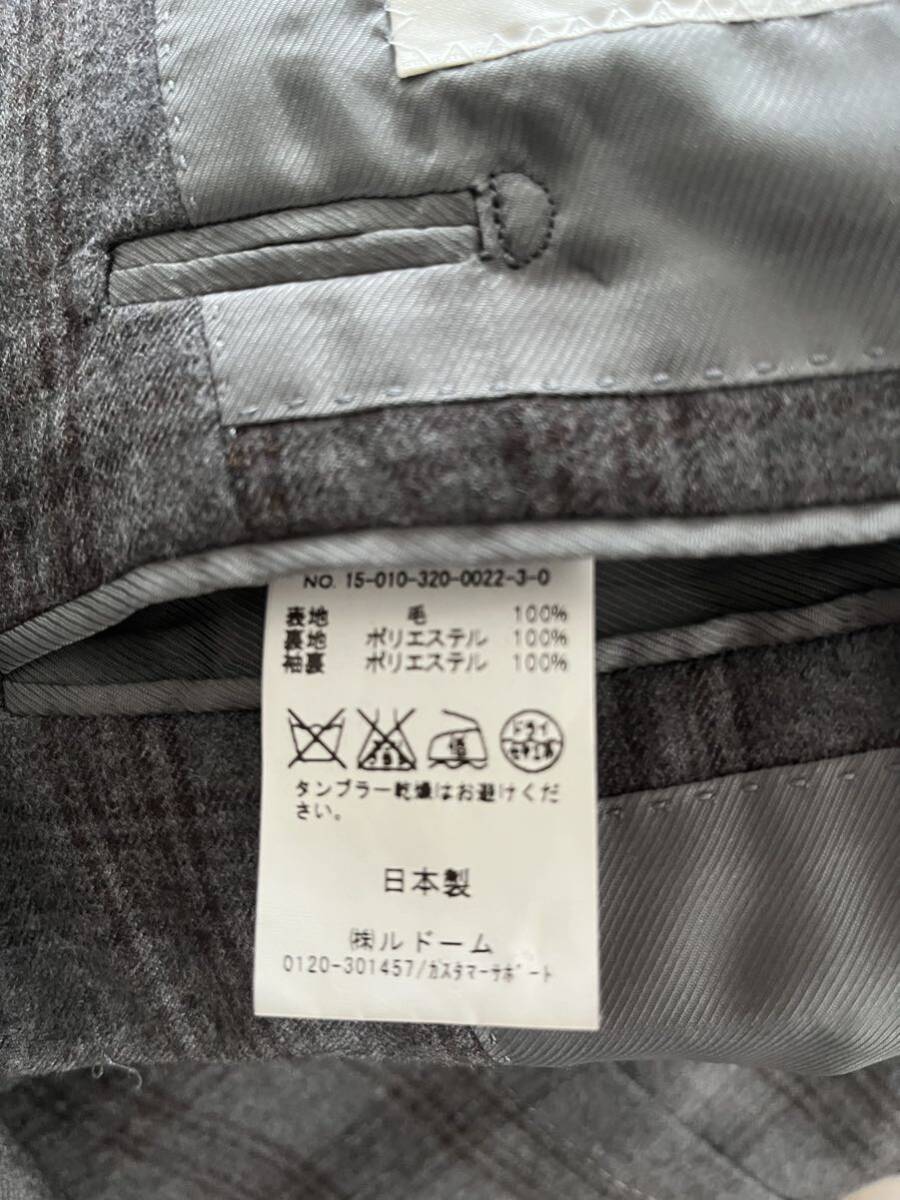 NO. 15-010-320-0022-3-0
表地 毛 100%
裏地 ポリエステル 100%
袖裏 ポリエステル 100%
ドライ
タンブラー乾燥はお避けくだ
さい。
日本製
㈱ルドーム
0120-301457/ｶｽﾀﾏｰｻﾎﾟｰﾄ